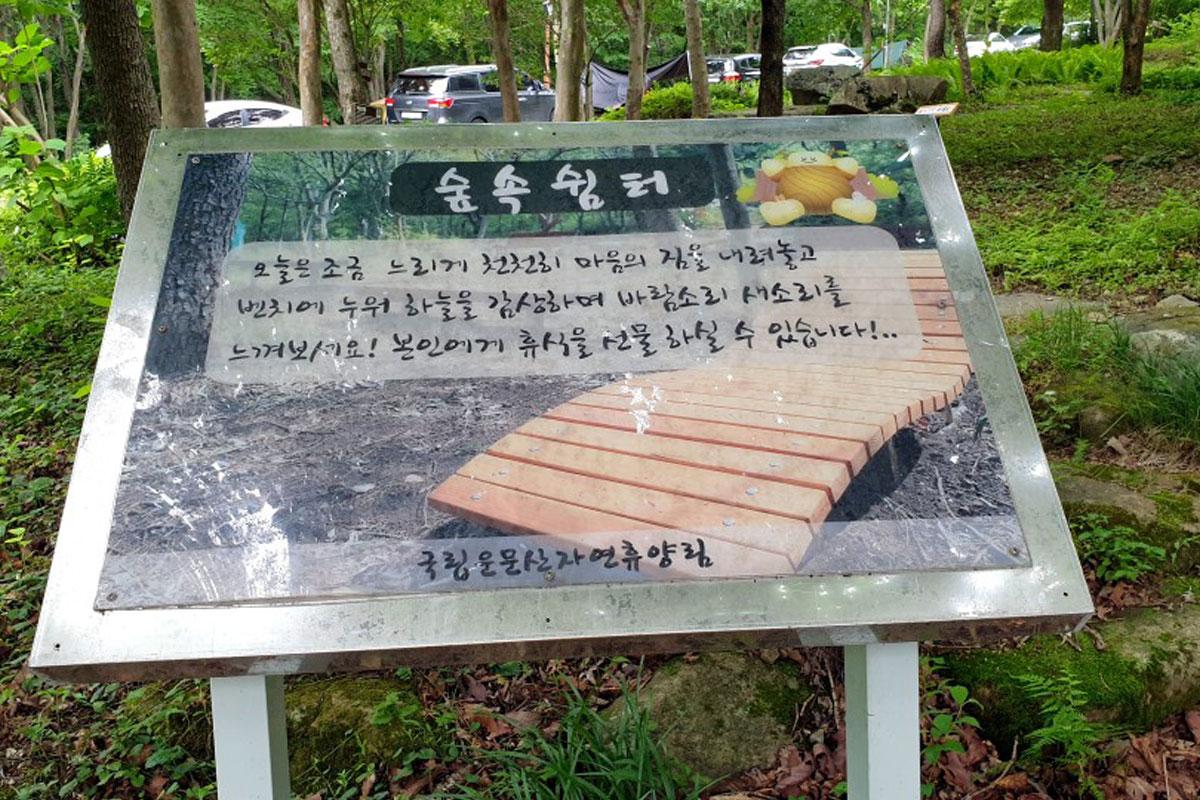 숲속 쉼터
오늘은 조금 느리게 천천히 마음의 짐을 내려놓고
벤치에 누워 하늘을 감상하며 바람소리 새소리를
느껴보세요! 본인에게 휴식을 선물 하실 수 있습니다!..
국립운문산자연휴양림